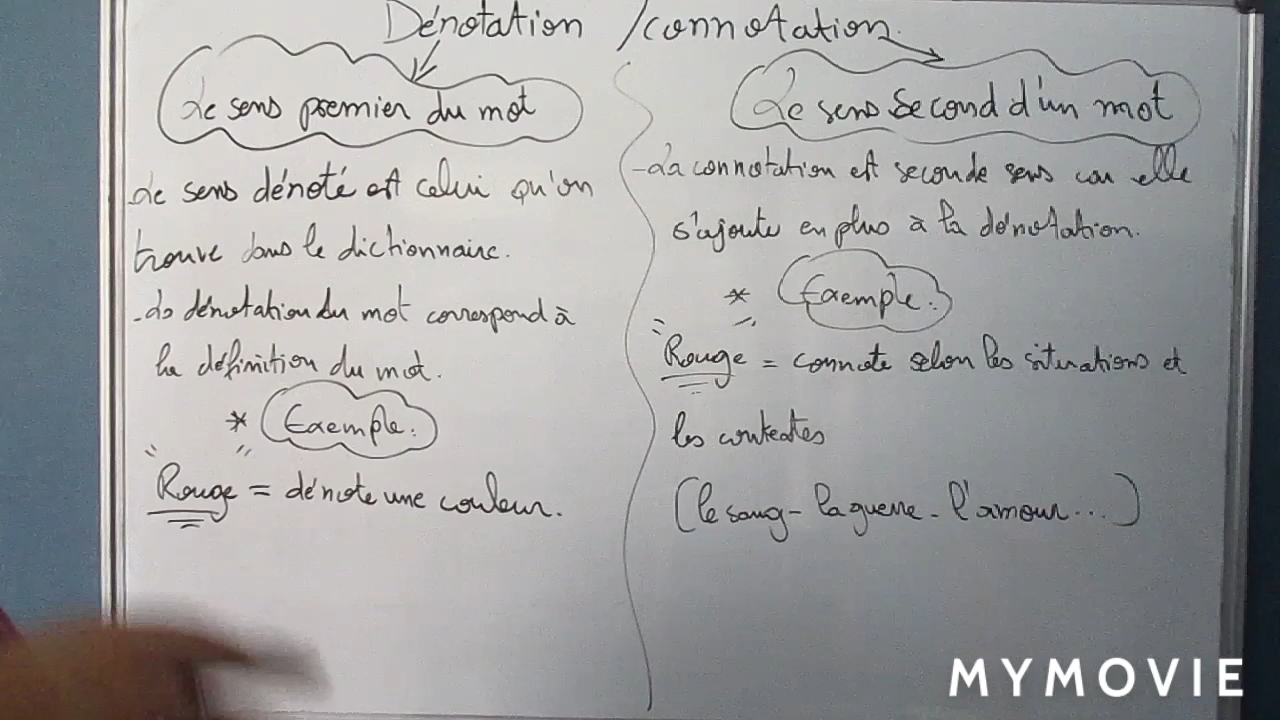 Dénotation / connotation
Le sens premier du mot
Le sens dénoté est celui qu'on
trouve dans le dictionnaire.
- La dénotation du mot correspond à
la définition du mot.
* Exemple:
"Rouge" = dénote une couleur.
Le sens second d'un mot
- La connotation est seconde sens car elle
s'ajoute en plus à la dénotation.
* Exemple:
"Rouge" = connote selon les situations et
les contextes
(le sang - la guerre - l'amour...)
MYMOVIE